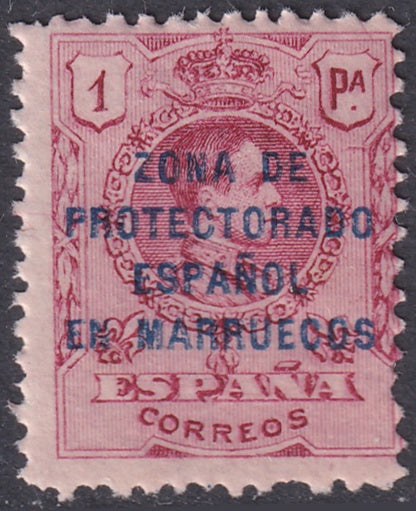 1 PA.
ZONA DE
PROTECTORADO
ESPAÑOL
EN MARRUECOS
ESPAÑA
CORREOS